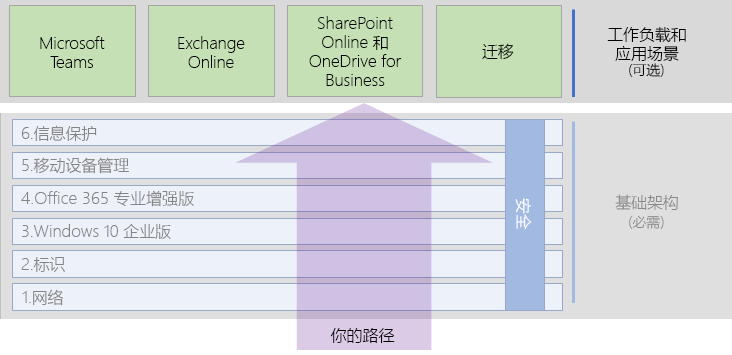 Microsoft
Teams
Exchange
Online
SharePoint
Online 和
OneDrive for
Business
迁移
工作负载和
应用场景
(可选)
6.信息保护
5.移动设备管理
4.Office 365 专业增强版
3.Windows 10 企业版
2.标识
1.网络
安全
基础架构
(必需)
你的路径